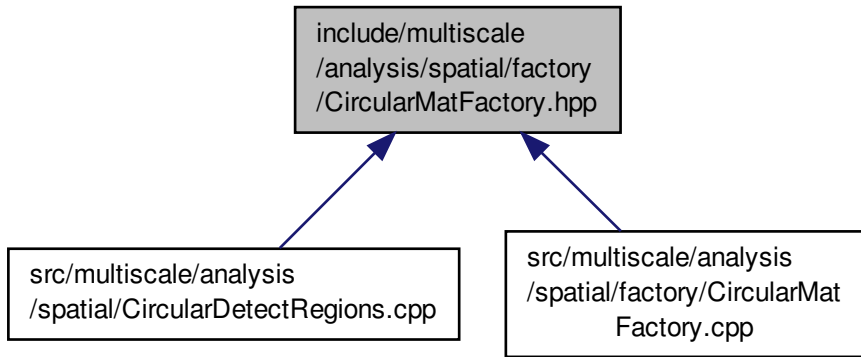 include/multiscale
/analysis/spatial/factory
/CircularMatFactory.hpp
src/multiscale/analysis
/spatial/CircularDetectRegions.cpp
src/multiscale/analysis
/spatial/factory/CircularMat
Factory.cpp